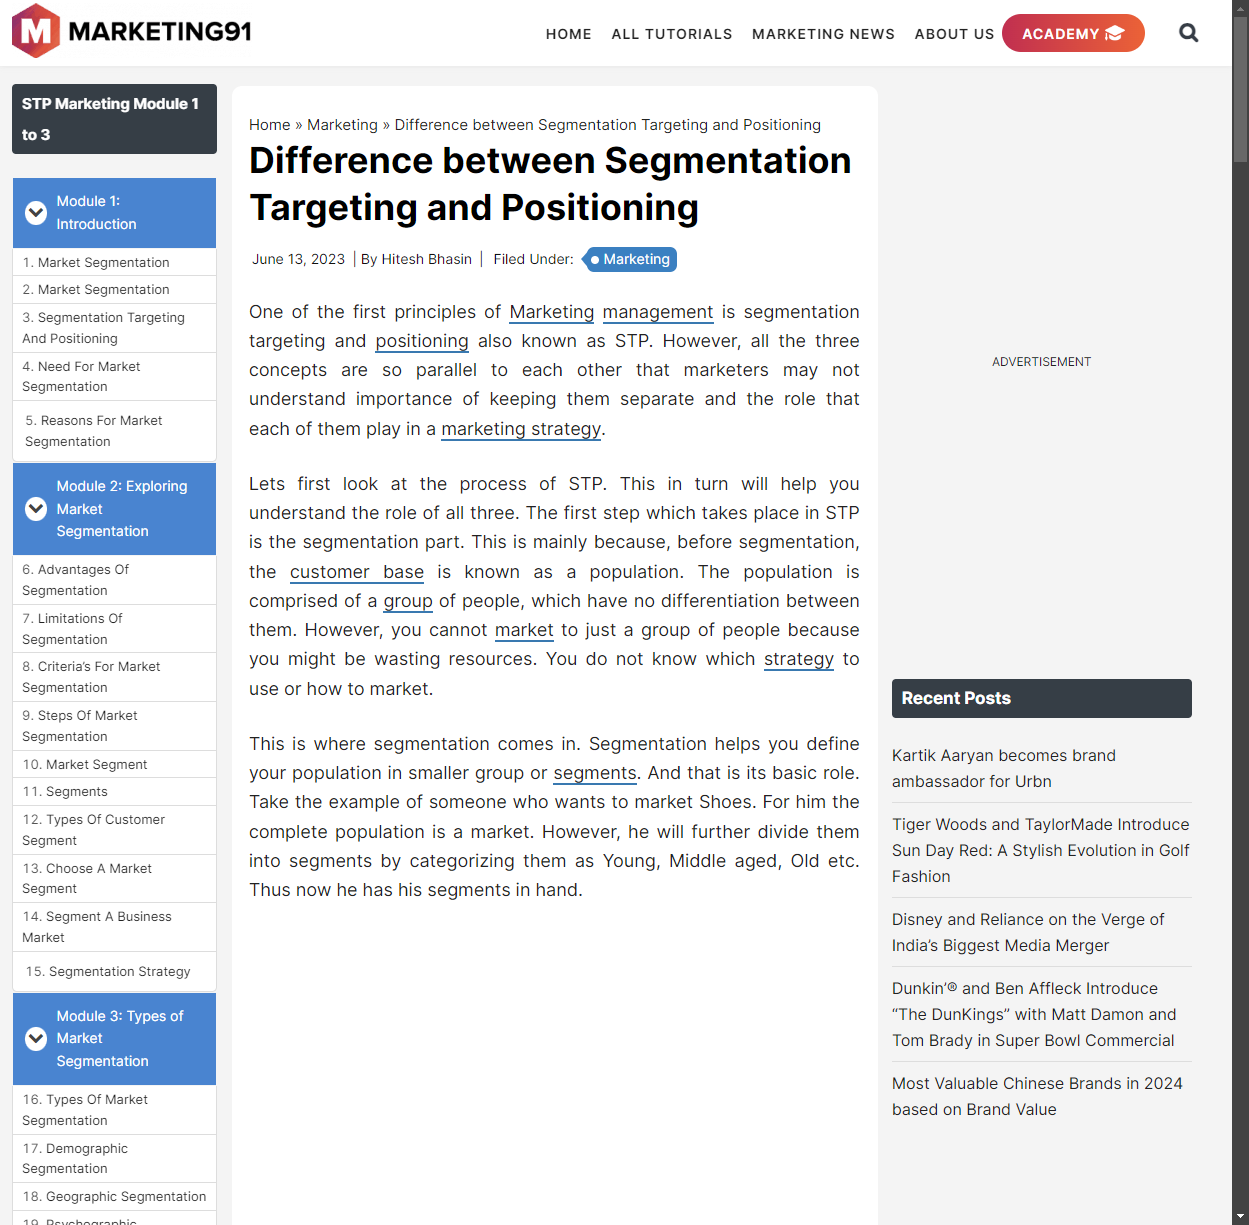 M MARKETING91
HOME ALL TUTORIALS MARKETING NEWS ABOUT US ACADEMY
STP Marketing Module 1
to 3
Module 1:
Introduction
1. Market Segmentation
2. Market Segmentation
3. Segmentation Targeting
And Positioning
4. Need For Market
Segmentation
5. Reasons For Market
Segmentation
Module 2: Exploring
Market
Segmentation
6. Advantages Of
Segmentation
7. Limitations Of
Segmentation
8. Criteria's For Market
Segmentation
9. Steps Of Market
Segmentation
10. Market Segment
11. Segments
12. Types Of Customer
Segment
13. Choose A Market
Segment
14. Segment A Business
Market
15. Segmentation Strategy
Module 3: Types of
Market
Segmentation
16. Types Of Market
Segmentation
17. Demographic
Segmentation
18. Geographic Segmentation
19. Psychographic
Home » Marketing » Difference between Segmentation Targeting and Positioning
Difference between Segmentation
Targeting and Positioning
June 13, 2023 | By Hitesh Bhasin | Filed Under: Marketing
One of the first principles of Marketing management is segmentation
targeting and positioning also known as STP. However, all the three
concepts are so parallel to each other that marketers may not
understand importance of keeping them separate and the role that
each of them play in a marketing strategy.
Lets first look at the process of STP. This in turn will help you
understand the role of all three. The first step which takes place in STP
is the segmentation part. This is mainly because, before segmentation,
the customer base is known as a population. The population is
comprised of a group of people, which have no differentiation between
them. However, you cannot market to just a group of people because
you might be wasting resources. You do not know which strategy to
use or how to market.
This is where segmentation comes in. Segmentation helps you define
your population in smaller group or segments. And that is its basic role.
Take the example of someone who wants to market Shoes. For him the
complete population is a market. However, he will further divide them
into segments by categorizing them as Young, Middle aged, Old etc.
Thus now he has his segments in hand.
ADVERTISEMENT
Recent Posts
Kartik Aaryan becomes brand
ambassador for Urbn
Tiger Woods and TaylorMade Introduce
Sun Day Red: A Stylish Evolution in Golf
Fashion
Disney and Reliance on the Verge of
India's Biggest Media Merger
Dunkin'® and Ben Affleck Introduce
“The DunKings” with Matt Damon and
Tom Brady in Super Bowl Commercial
Most Valuable Chinese Brands in 2024
based on Brand Value